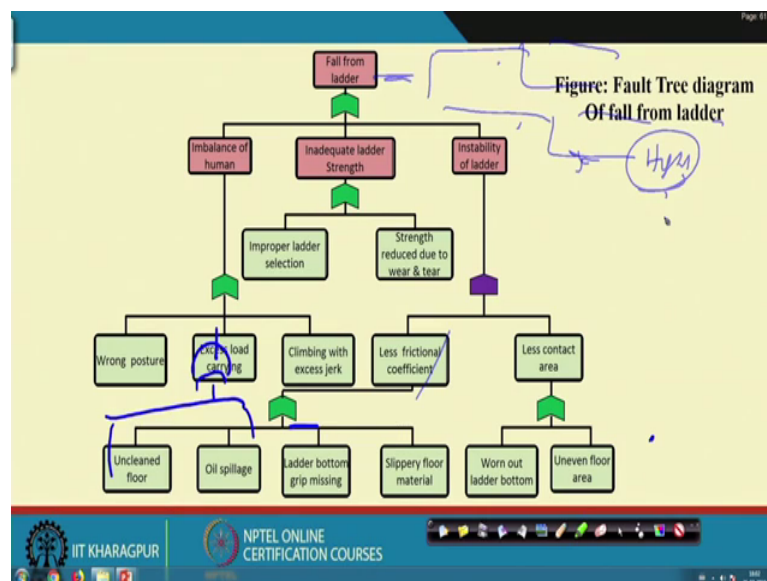 Page: 61
Fall from
ladder
Figure: Fault Tree diagram
Of fall from ladder
Imbalance of
human
Inadequate ladder
Strength
Instability
of ladder
Improper ladder
selection
Strength
reduced due to
wear & tear
Wrong posture
Excess load
carrying
Climbing with
excess jerk
Less frictional
coefficient
Less contact
area
Uncleaned
floor
Oil spillage
Ladder bottom
grip missing
Slippery floor
material
Worn out
ladder bottom
Uneven floor
area
IIT KHARAGPUR
NPTEL ONLINE
CERTIFICATION COURSES